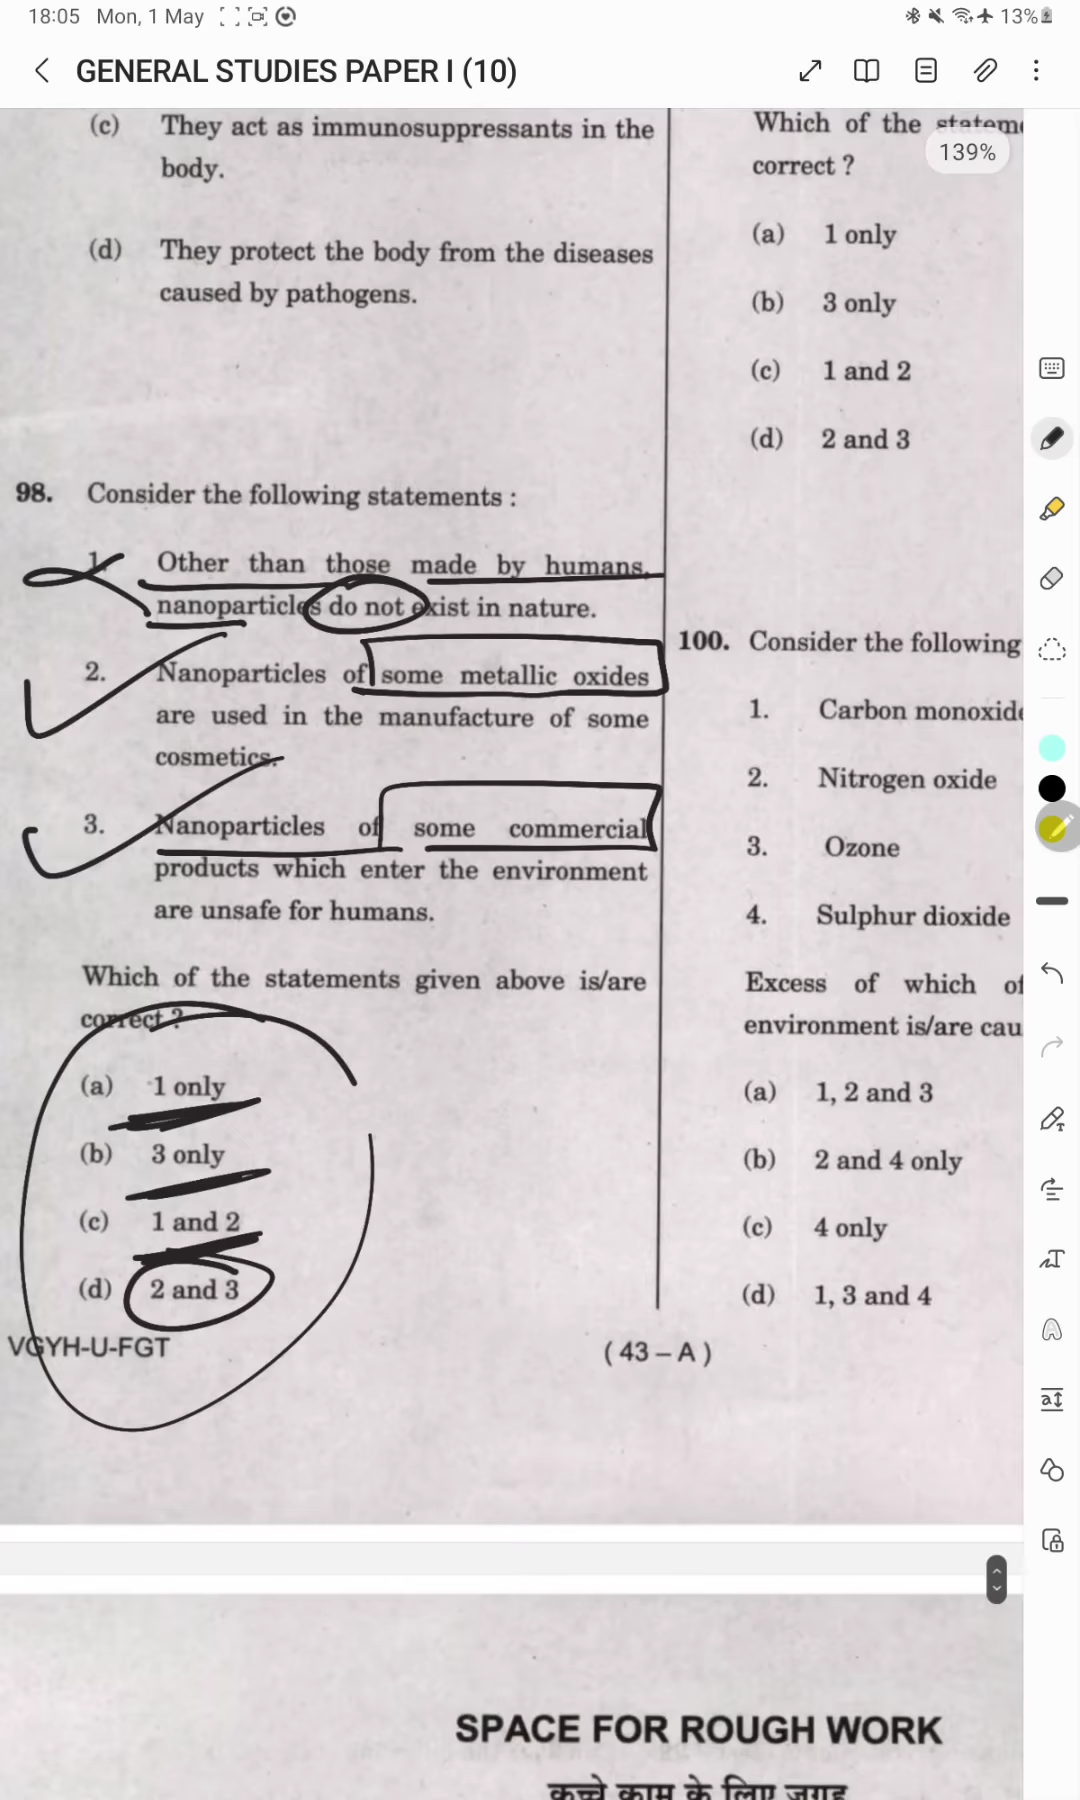 18:05 Mon, 1 May
13%
GENERAL STUDIES PAPER I (10)
139%
(c) They act as immunosuppressants in the
body.
(d) They protect the body from the diseases
caused by pathogens.
98. Consider the following statements :
1. Other than those made by humans,
nanoparticles do not exist in nature.
2. Nanoparticles of some metallic oxides
are used in the manufacture of some
cosmetics.
3. Nanoparticles of some commercial
products which enter the environment
are unsafe for humans.
Which of the statements given above is/are
correct ?
(a) 1 only
(b) 3 only
(c) 1 and 2
(d) 2 and 3
VGYH-U-FGT
( 43 – A )
Which of the
correct ?
(a) 1 only
(b) 3 only
(c) 1 and 2
(d) 2 and 3
100. Consider the following
1. Carbon
2. Nitrogen oxide
3. Ozone
4. Sulphur dioxide
Excess of which of
environment is/are cau
(a) 1, 2 and 3
(b) 2 and 4 only
(c) 4 only
(d) 1, 3 and 4
SPACE FOR ROUGH WORK
कच्चे काम के लिए जगह